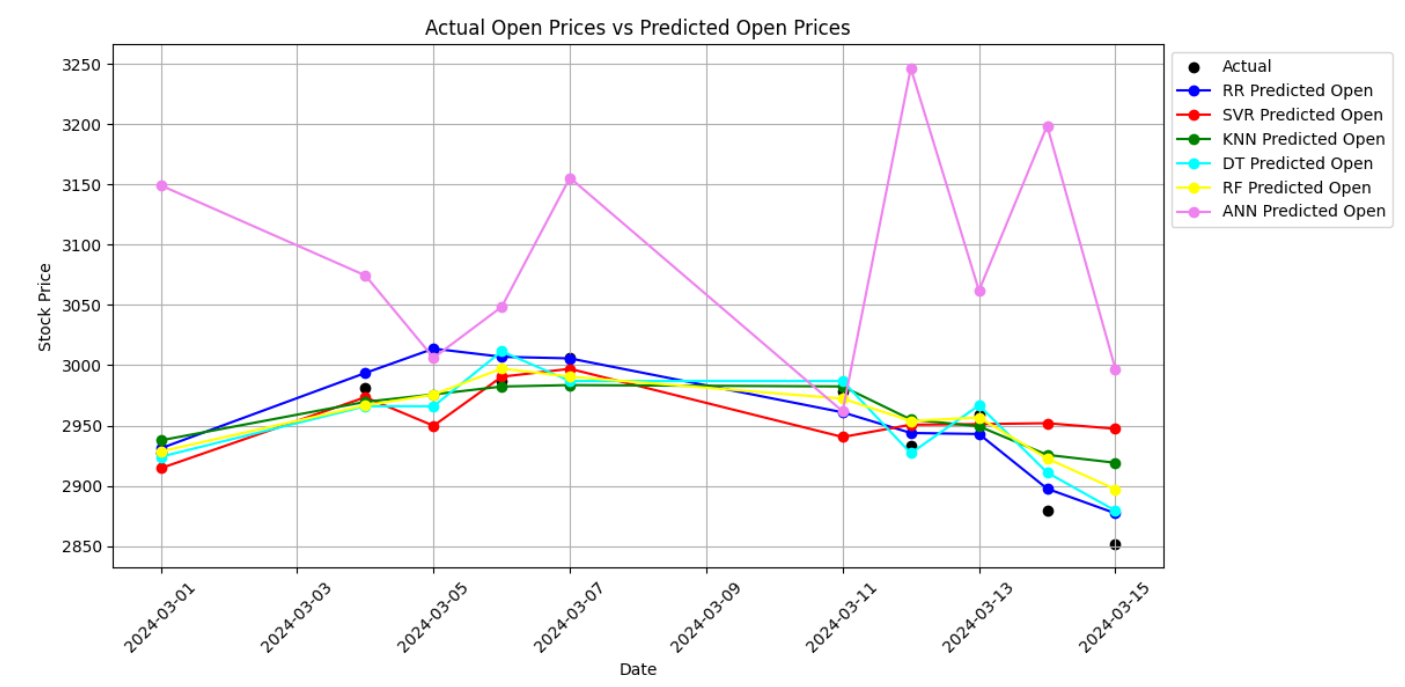 Actual Open Prices vs Predicted Open Prices
3250
3200
3150
3100
3050
3000
2950
2900
2850
Stock Price
2024-03-01
2024-03-03
2024-03-05
2024-03-07
2024-03-09
2024-03-11
2024-03-13
2024-03-15
Date
Actual
RR Predicted Open
SVR Predicted Open
KNN Predicted Open
DT Predicted Open
RF Predicted Open
ANN Predicted Open